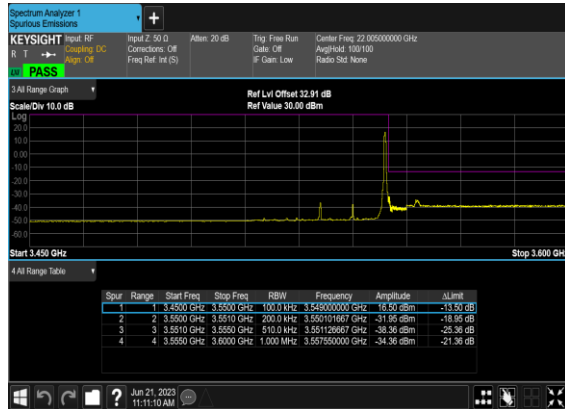 Spectrum Analyzer 1
Spurious Emissions
+
KEYSIGHT Input: RF Input Z: 50 Ω Atten: 20 dB Trig: Free Run Center Freq: 22.005000000 GHz
R T Coupling: DC Corrections: Off Gate: Off Avg|Hold: 100/100
Align: Off Freq Ref: Int (S) IF Gain: Low Radio Std: None
PASS
3 All Range Graph
Ref Lvl Offset 32.91 dB
Scale/Div 10.0 dB Ref Value 30.00 dBm
Log
20.0
10.0
0.00
-10.0
-20.0
-30.0
-40.0
-50.0
-60.0
Start 3.450 GHz Stop 3.600 GH
4 All Range Table
Spur Range Start Freq Stop Freq RBW Frequency Amplitude ΔLimit
1 1 3.4500 GHz 3.5500 GHz 100.0 kHz 3.549000000 GHz 16.50 dBm -13.50 dB
2 2 3.5500 GHz 3.5510 GHz 200.0 kHz 3.550101667 GHz -31.95 dBm -18.95 dB
3 3 3.5510 GHz 3.5550 GHz 510.0 kHz 3.551126667 GHz -38.36 dBm -25.36 dB
4 4 3.5550 GHz 3.6000 GHz 1.000 MHz 3.557550000 GHz -34.36 dBm -21.36 dB
? Jun 21, 2023
11:11:10 AM